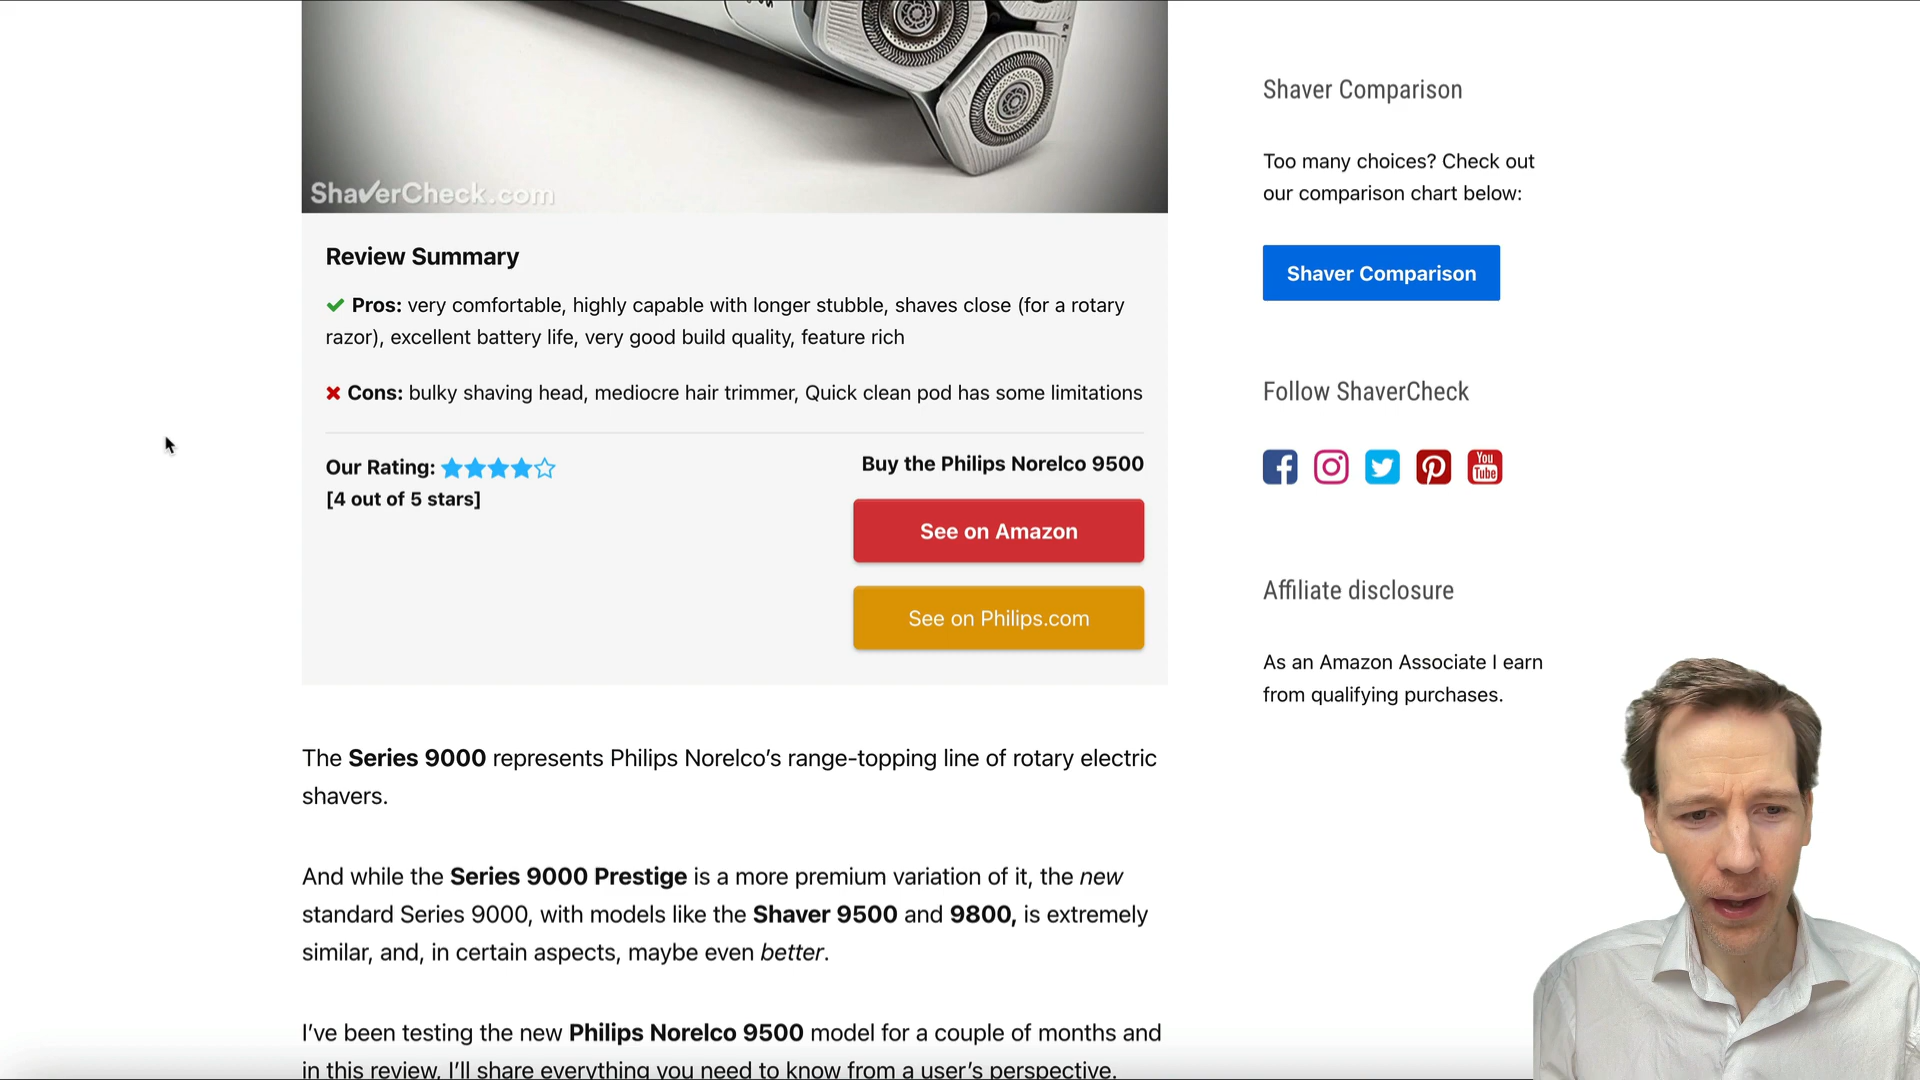 ShaverCheck.com
Review Summary
Pros: very comfortable, highly capable with longer stubble, shaves close (for a rotary
razor), excellent battery life, very good build quality, feature rich
Cons: bulky shaving head, mediocre hair trimmer, Quick clean pod has some limitations
Our Rating:
[4 out of 5 stars]
Buy the Philips Norelco 9500
See on Amazon
See on Philips.com
The Series 9000 represents Philips Norelco’s range-topping line of rotary electric
shavers.
And while the Series 9000 Prestige is a more premium variation of it, the new
standard Series 9000, with models like the Shaver 9500 and 9800, is extremely
similar, and, in certain aspects, maybe even better.
I’ve been testing the new Philips Norelco 9500 model for a couple of months and
in this review, I’ll share everything you need to know from a user’s perspective.
Shaver Comparison
Too many choices? Check out
our comparison chart below:
Shaver Comparison
Follow ShaverCheck
You
Tube
Affiliate disclosure
As an Amazon Associate I earn
from qualifying purchases.